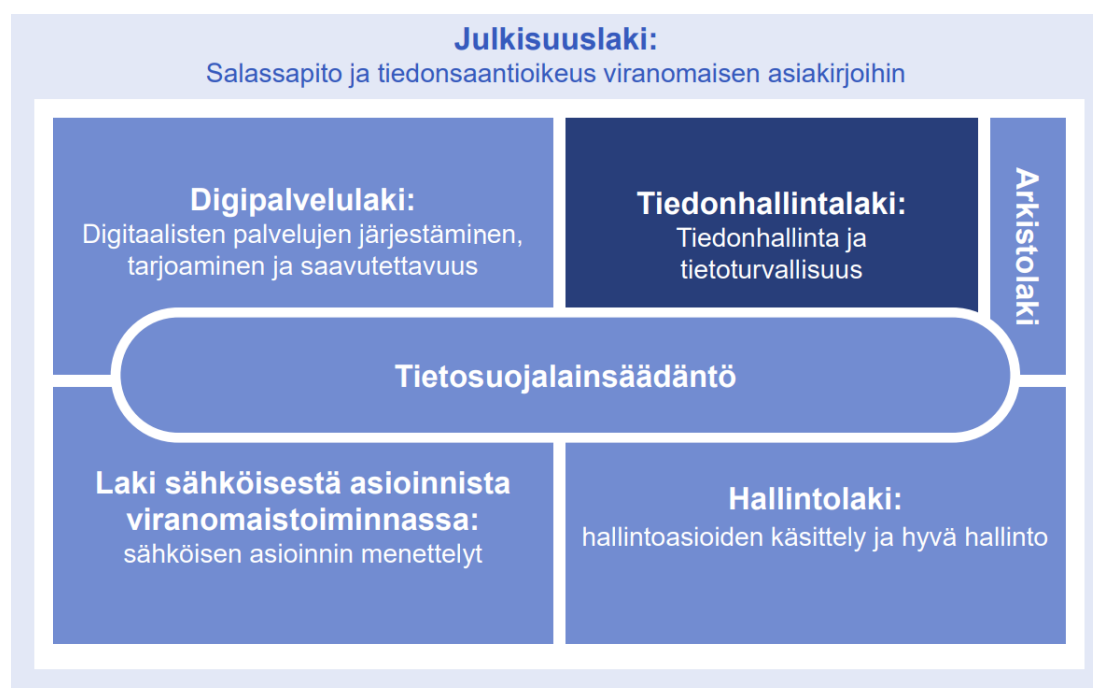 Julkisuuslaki:
Salassapito ja tiedonsaantioikeus viranomaisen asiakirjoihin
Digipalvelulaki:
Digitaalisten palvelujen järjestäminen,
tarjoaminen ja saavutettavuus
Tiedonhallintalaki:
Tiedonhallinta ja
tietoturvallisuus
Arkistolaki
Tietosuojalainsäädäntö
Laki sähköisestä asioinnista
viranomaistoiminnassa:
sähköisen asioinnin menettelyt
Hallintolaki:
hallintoasioiden käsittely ja hyvä hallinto